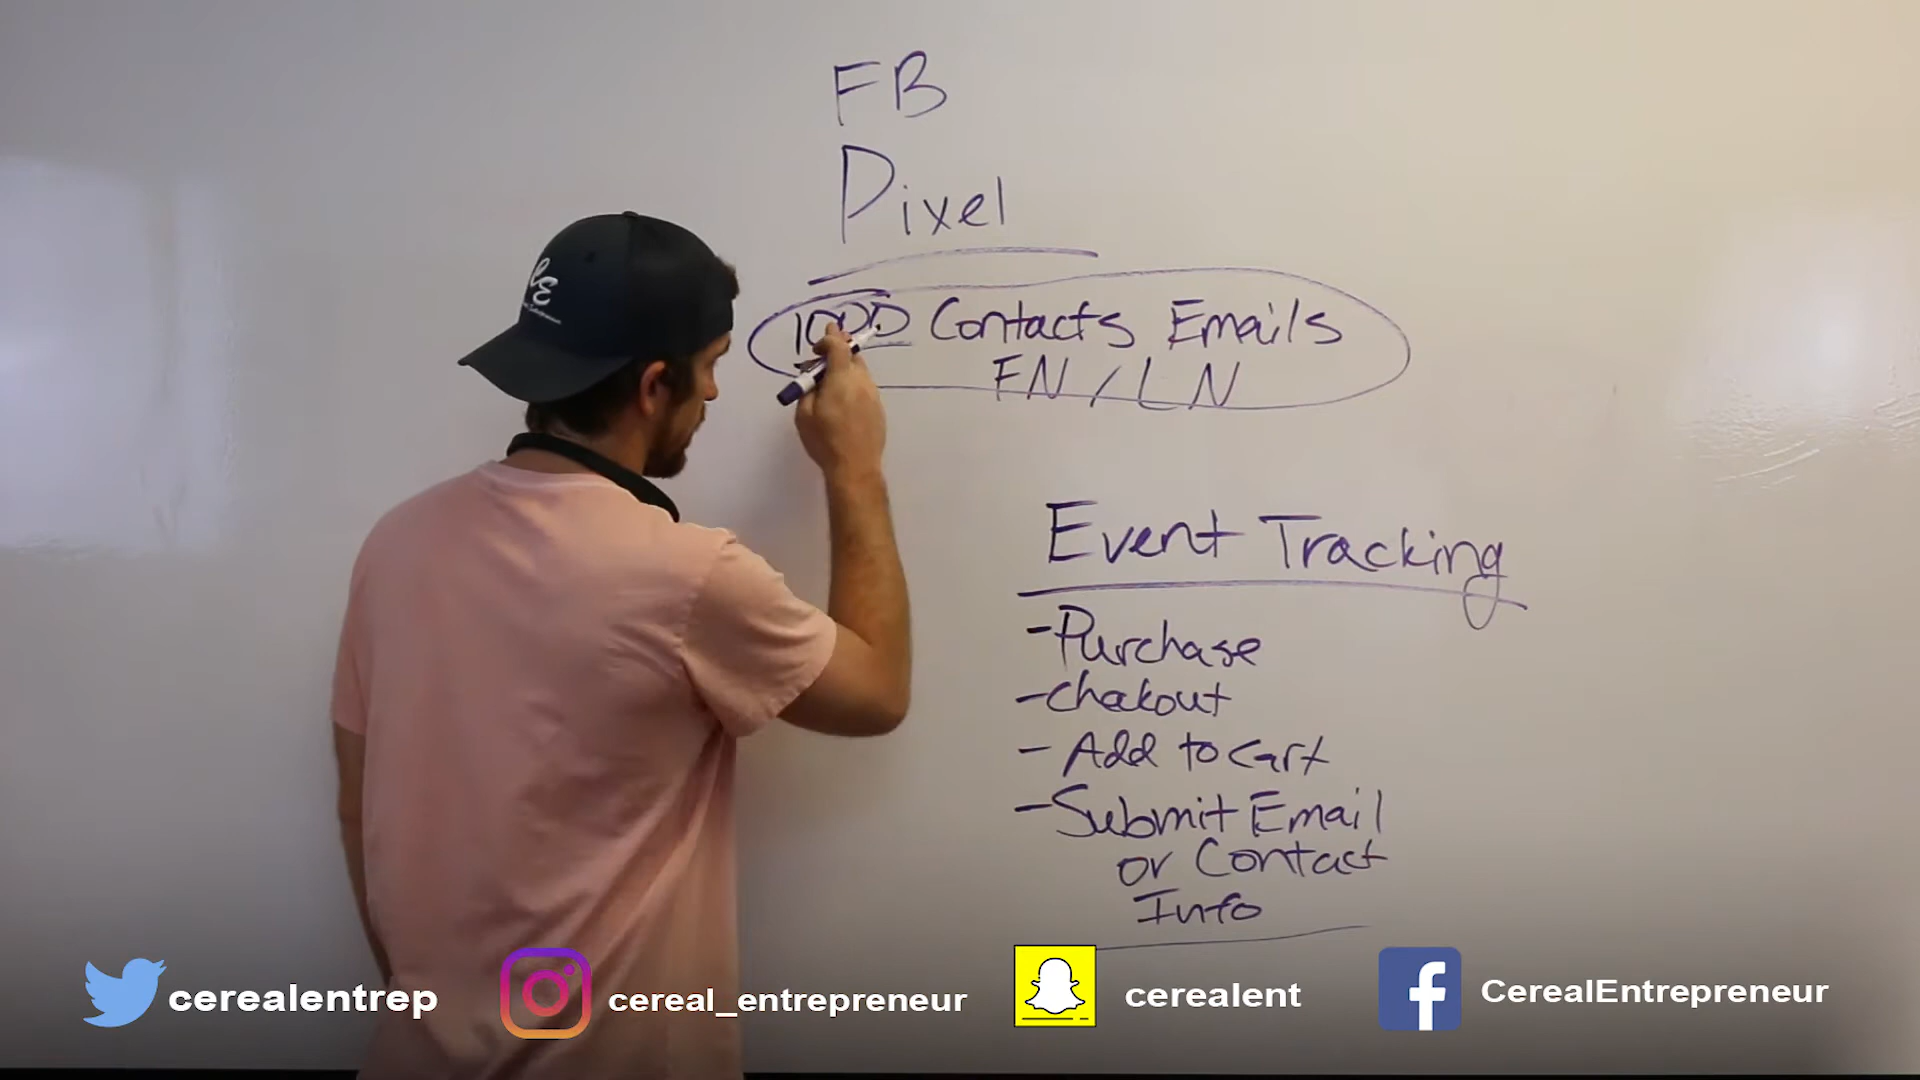 FB
Pixel
1000 Contacts Emails
FN / LN
Event Tracking
- Purchase
- Chekout
- Add to Cart
- Submit Email
or Contact
Info
cerealentrep
cereal_entrepreneur
cerealent
CerealEntrepreneur